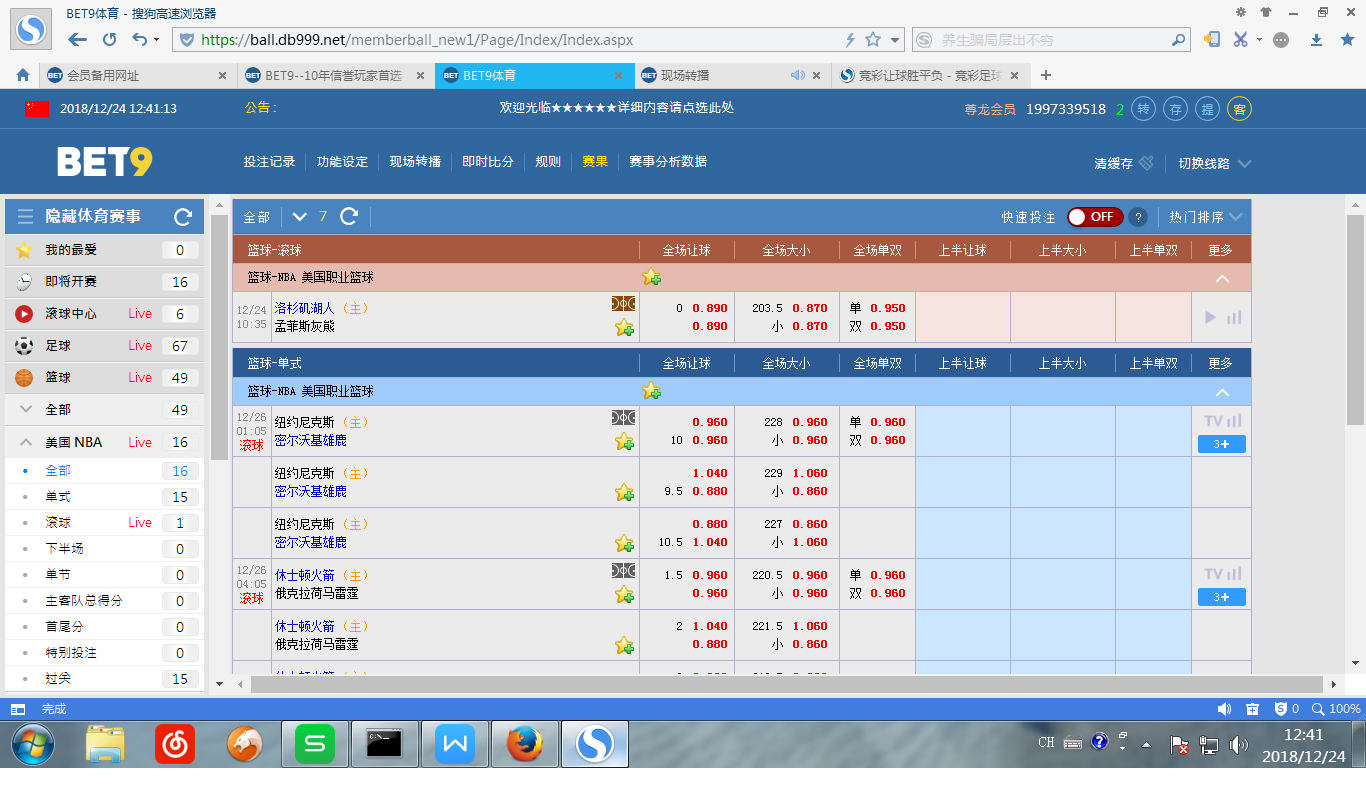 BET9体育 - 搜狗高速浏览器
https://ball.db999.net/memberball_new1/Page/Index/Index.aspx
养生骗局层出不穷
BET 会员备用网址
BET BET9--10年信誉玩家首选
BET BET9体育
BET 现场转播
竞彩让球胜平负 - 竞彩足球
2018/12/24 12:41:13 公告 : 欢迎光临★★★★★★详细内容请点选此处 尊龙会员 1997339518 2 转 存 提 客
BET9 投注记录 功能设定 现场转播 即时比分 规则 赛果 赛事分析数据 清缓存 切换线路
隐藏体育赛事
我的最爱 0
即将开赛 16
滚球中心 Live 6
足球 Live 67
篮球 Live 49
全部 49
美国 NBA Live 16
全部 16
单式 15
滚球 Live 1
下半场 0
单节 0
主客队总得分 0
首尾分 0
特别投注 0
过关 15
全部 7 快速投注 OFF ? 热门排序
篮球-滚球 全场让球 全场大小 全场单双 上半让球 上半大小 上半单双 更多
篮球-NBA 美国职业篮球
12/24 洛杉矶湖人 (主) 0 0.890 203.5 0.870 单 0.950
10:35 孟菲斯灰熊 0.890 小 0.870 双 0.950
篮球-单式 全场让球 全场大小 全场单双 上半让球 上半大小 上半单双 更多
篮球-NBA 美国职业篮球
12/26
01:05
滚球
纽约尼克斯 (主) 0.960 228 0.960 单 0.960 TV
密尔沃基雄鹿 10 0.960 小 0.960 双 0.960 3+
纽约尼克斯 (主) 1.040 229 1.060
密尔沃基雄鹿 9.5 0.880 小 0.860
纽约尼克斯 (主) 0.880 227 0.860
密尔沃基雄鹿 10.5 1.040 小 1.060
12/26
04:05
滚球
休士顿火箭 (主) 1.5 0.960 220.5 0.960 单 0.960 TV
俄克拉荷马雷霆 0.960 小 0.960 双 0.960 3+
休士顿火箭 (主) 2 1.040 221.5 1.060
俄克拉荷马雷霆 0.880 小 0.860
完成 0 100%
CH 12:41
2018/12/24